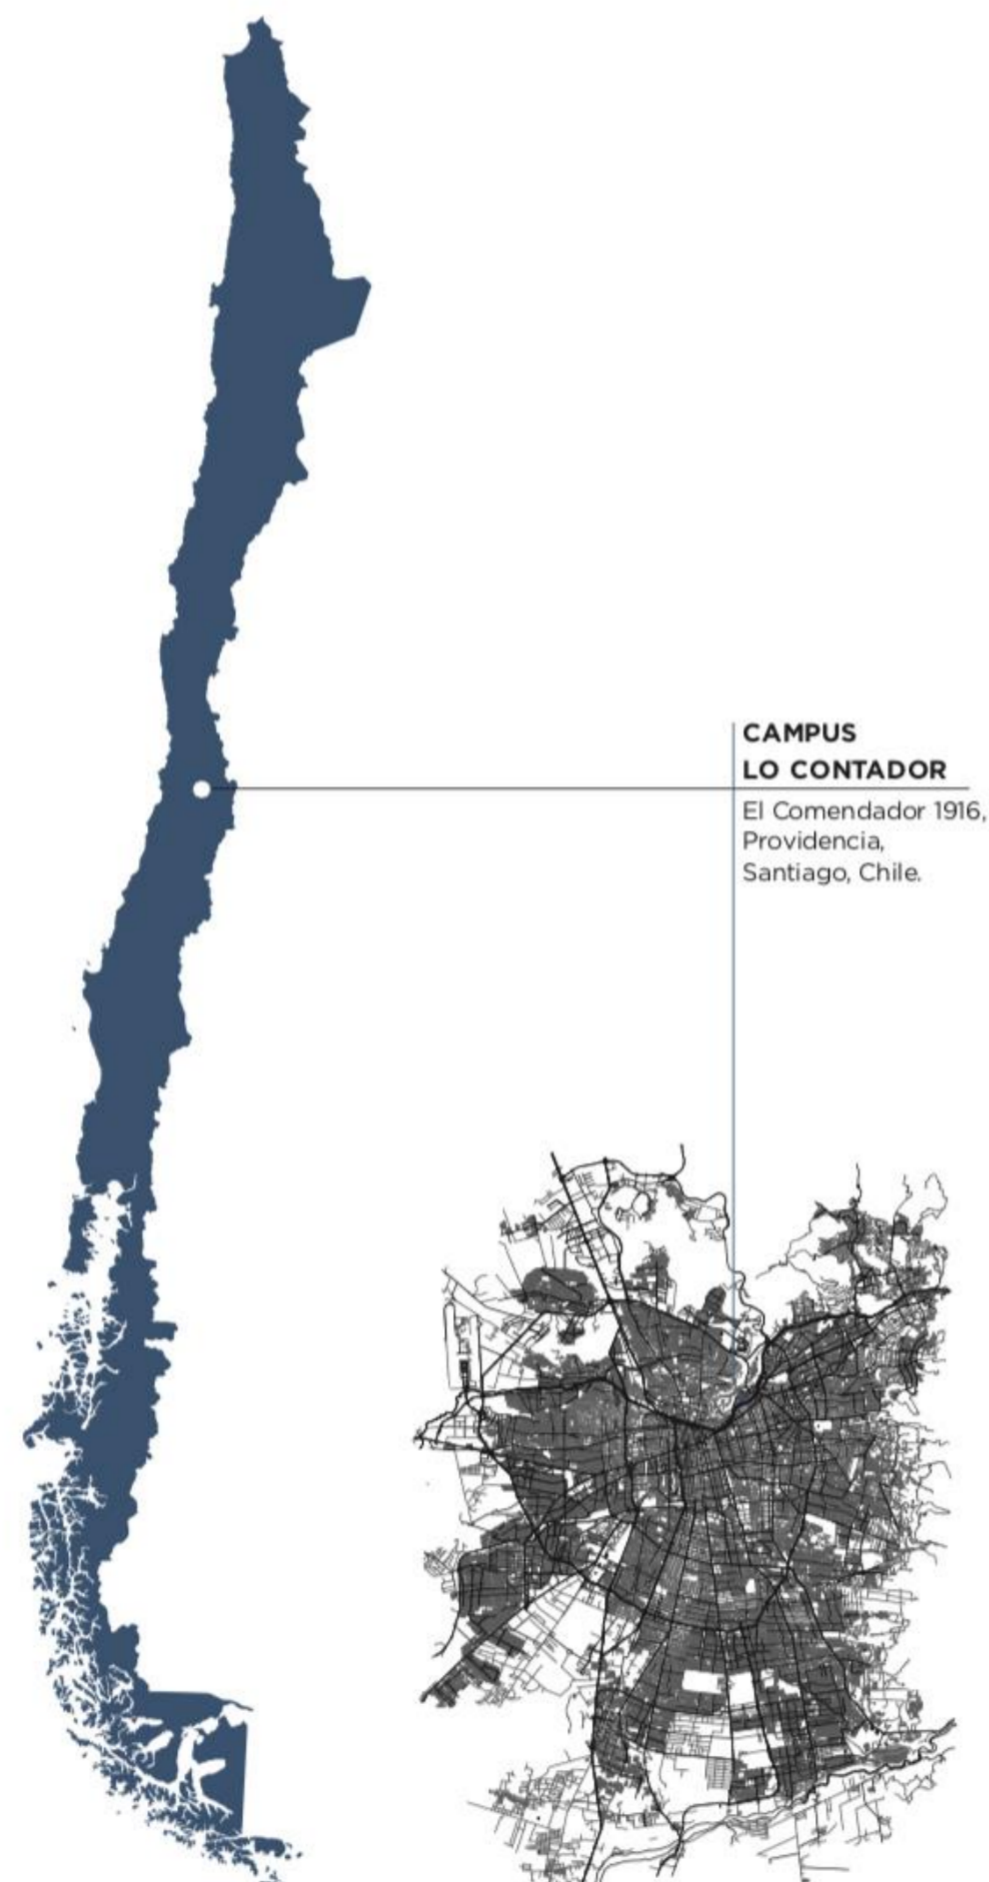 CAMPUS
LO CONTADOR
El Comendador 1916,
Providencia,
Santiago, Chile.